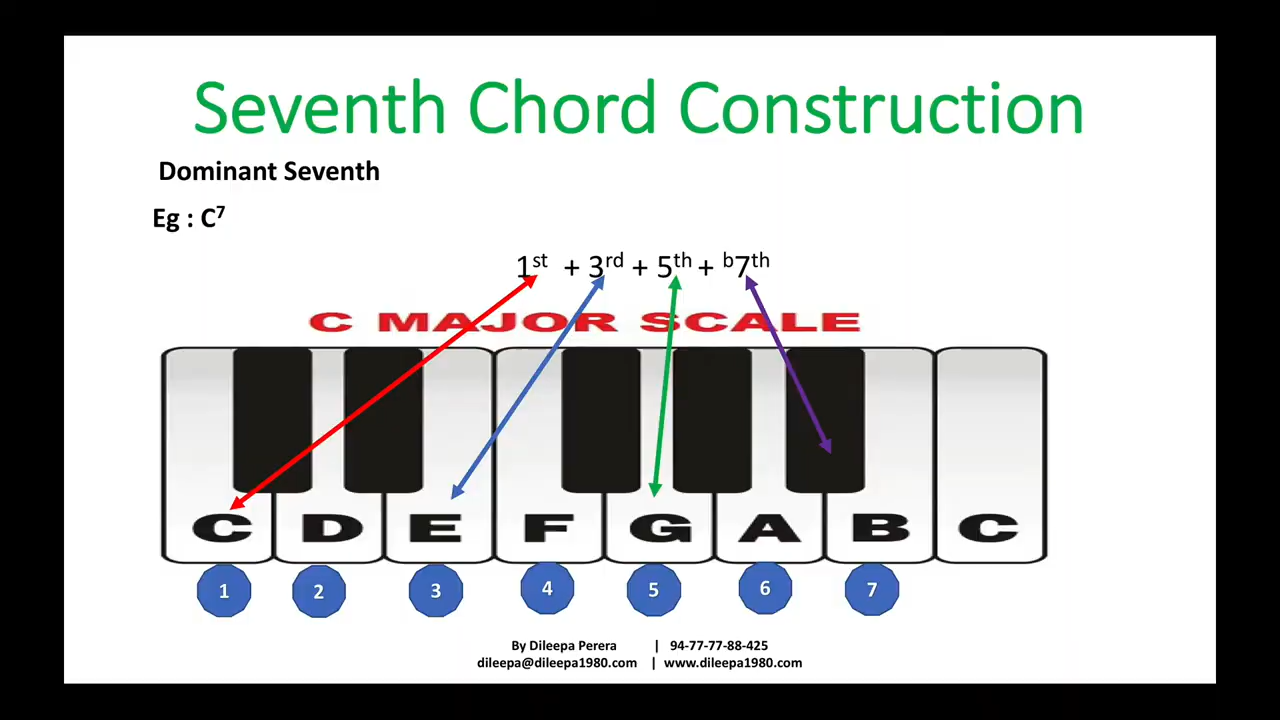 Seventh Chord Construction
Dominant Seventh
Eg : C7
1st + 3rd + 5th + b7th
C MAJOR SCALE
C D E F G A B C
1 2 3 4 5 6 7
By Dileepa Perera | 94-77-77-88-425
dileepa@dileepa1980.com | www.dileepa1980.com